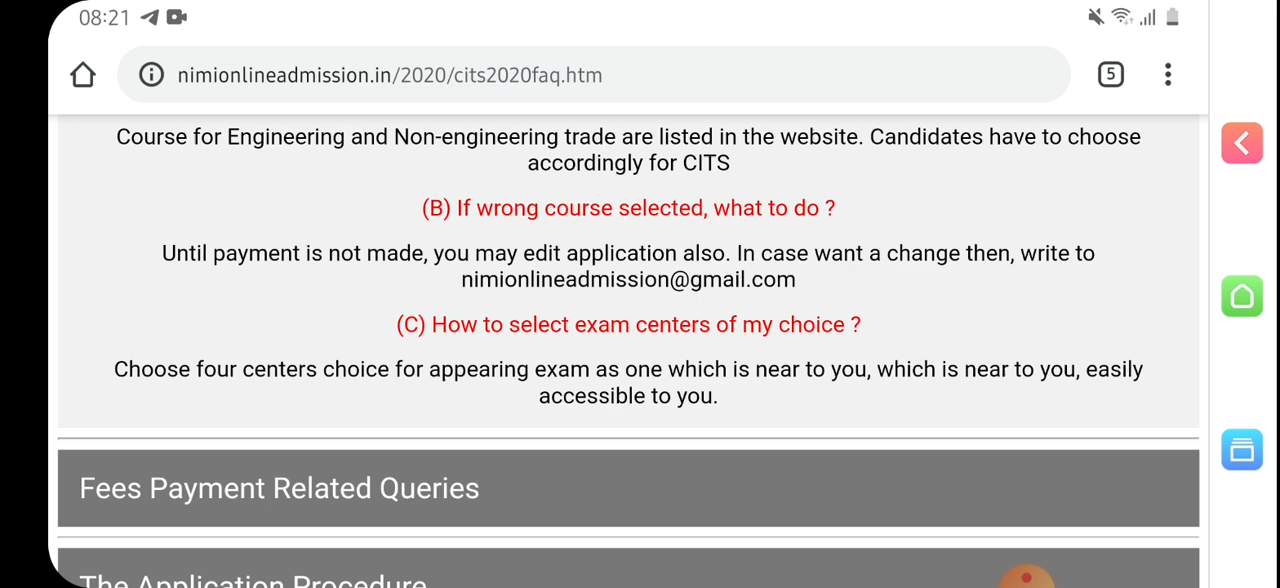 08:21
nimionlineadmission.in/2020/cits2020faq.htm
5
Course for Engineering and Non-engineering trade are listed in the website. Candidates have to choose
accordingly for CITS
(B) If wrong course selected, what to do ?
Until payment is not made, you may edit application also. In case want a change then, write to
nimionlineadmission@gmail.com
(C) How to select exam centers of my choice ?
Choose four centers choice for appearing exam as one which is near to you, which is near to you, easily
accessible to you.
Fees Payment Related Queries
The Application Procedure